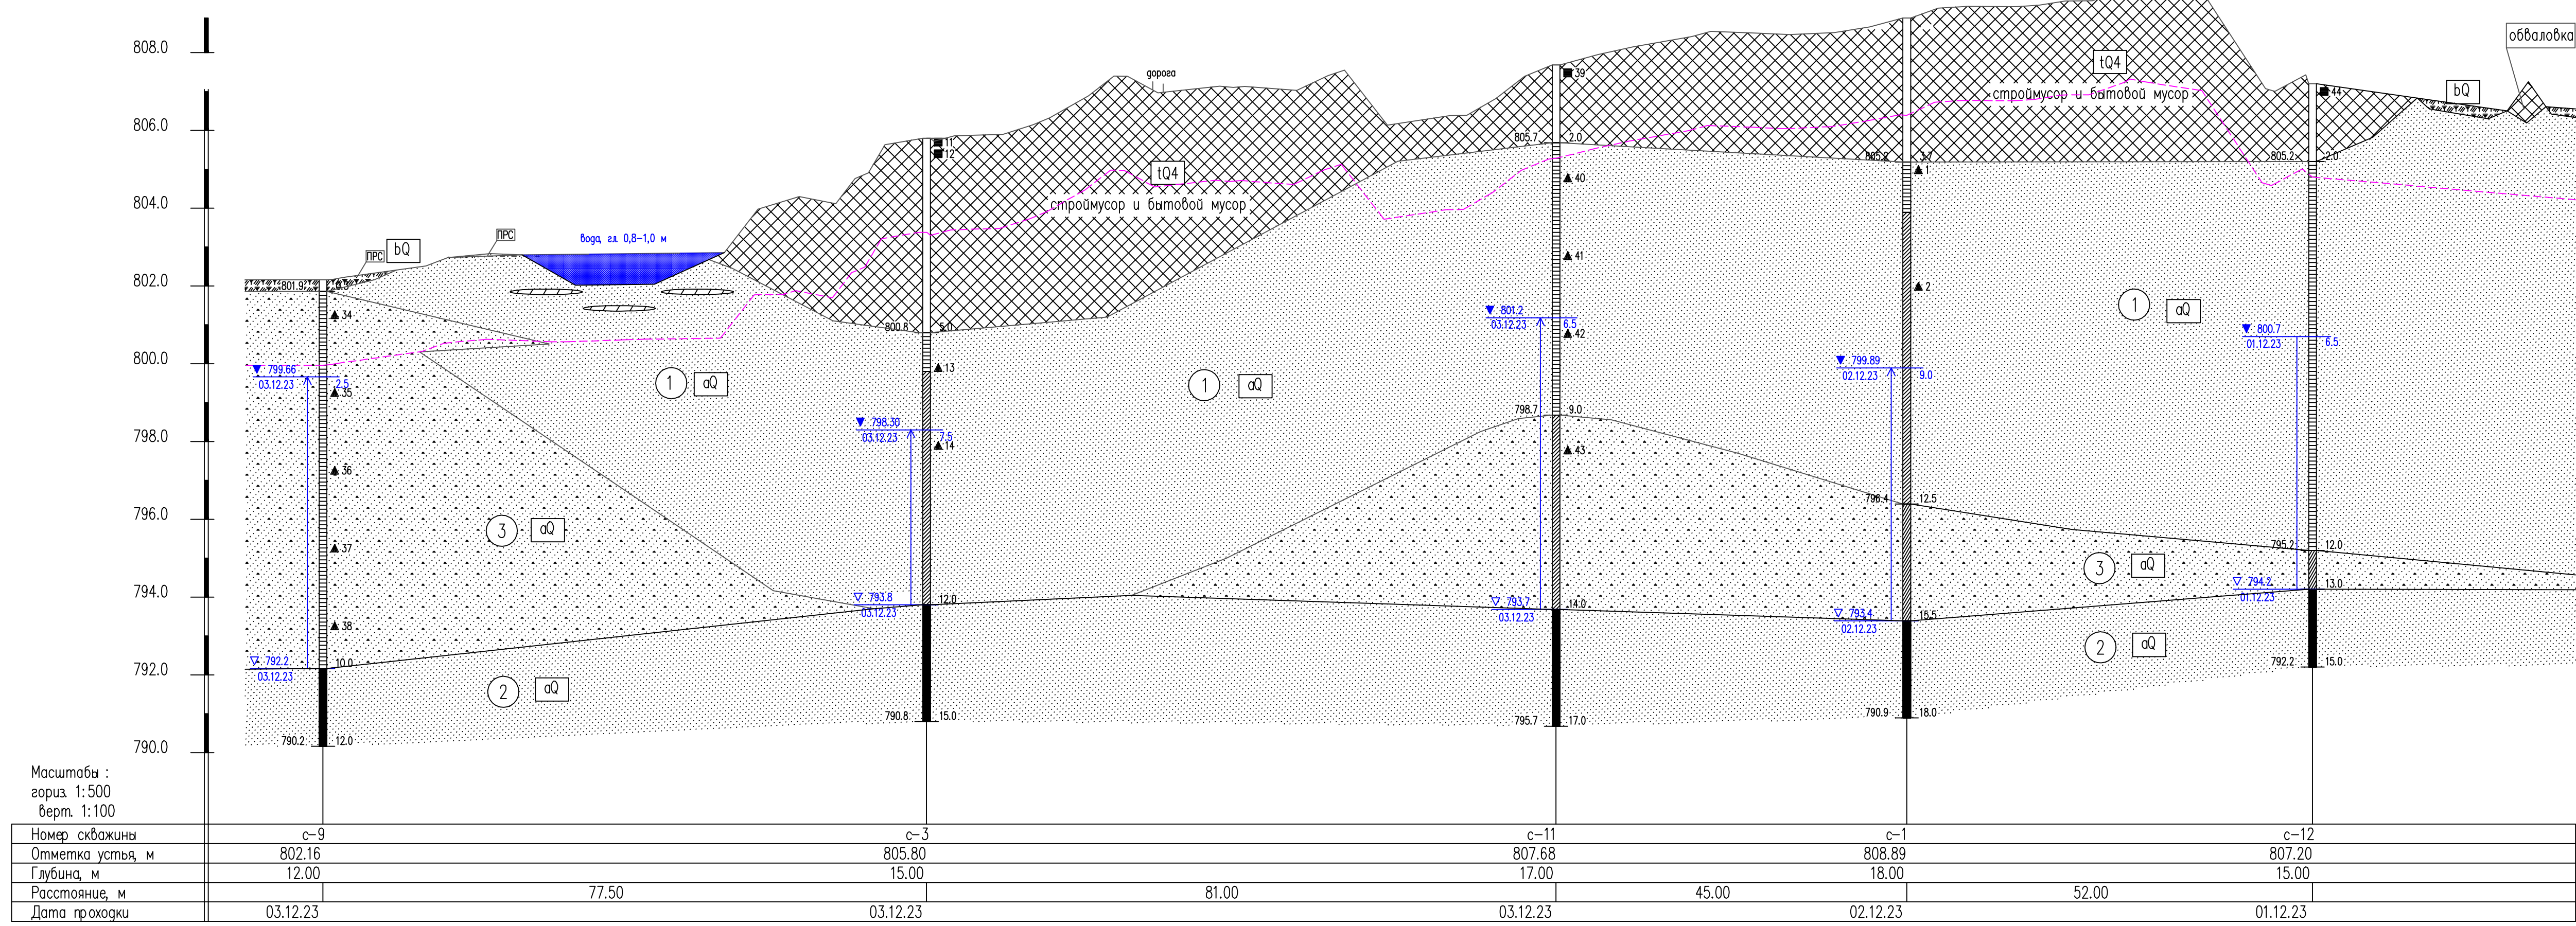 808.0
806.0
804.0
802.0
800.0
798.0
796.0
794.0
792.0
790.0
обваловка
дорога
tQ4
строймусор и бытовой мусор
tQ4
строймусор и бытовой мусор
bQ
bQ
ПРС
ПРС
вода, гл. 0,8-1,0 м
801.9
34
35
36
37
38
799.66
2.5
03.12.23
792.2
10.0
03.12.23
790.2 12.0
3 aQ
2 aQ
1 aQ
11
12
800.8 5.0
13
14
798.30
7.5
03.12.23
793.8 12.0
03.12.23
790.8 15.0
1 aQ
39
805.7 2.0
40
41
801.2
6.5
03.12.23
42
798.7 9.0
43
793.7 14.0
03.12.23
795.7 17.0
805.2 3.7
1
2
799.89
9.0
02.12.23
796.4 12.5
793.4 15.5
02.12.23
790.9 18.0
1 aQ
3 aQ
2 aQ
44
805.2 2.0
800.7
6.5
01.12.23
795.2 12.0
794.2 13.0
01.12.23
792.2 15.0
Масштабы :
гориз. 1:500
верт. 1:100
Номер скважины с-9 с-3 с-11 с-1 с-12
Отметка устья, м 802.16 805.80 807.68 808.89 807.20
Глубина, м 12.00 15.00 17.00 18.00 15.00
Расстояние, м 77.50 81.00 45.00 52.00
Дата проходки 03.12.23 03.12.23 03.12.23 02.12.23 01.12.23